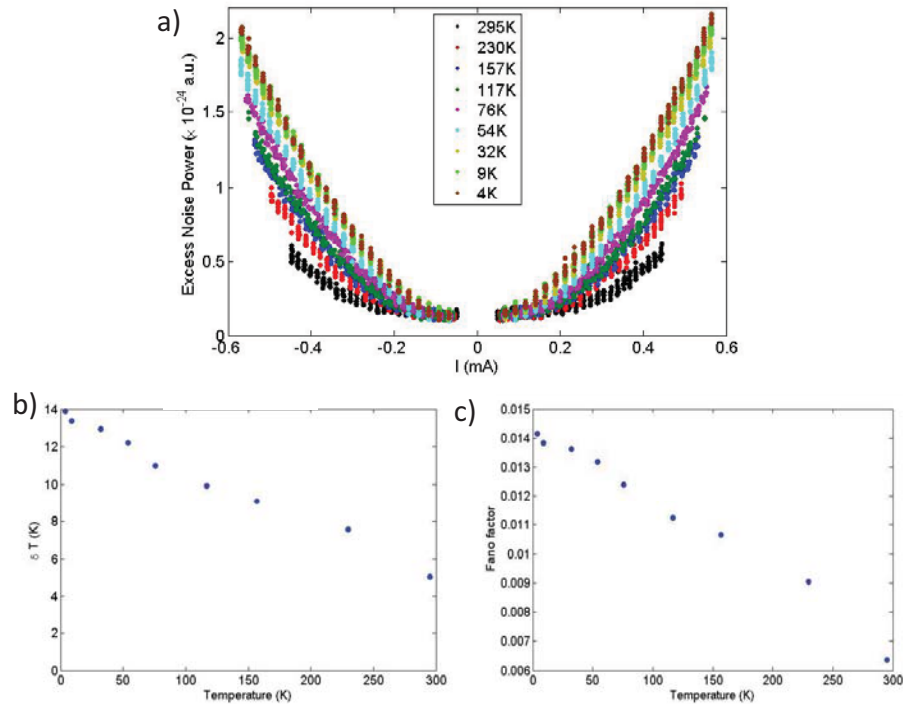 a)
Excess Noise Power (× 10⁻²⁴ a.u.)
2
1.5
1
0.5
0
-0.6
-0.4
-0.2
0
0.2
0.4
0.6
I (mA)
295K
230K
157K
117K
76K
54K
32K
9K
4K
b)
δ T (K)
14
12
10
8
6
4
2
0
0
50
100
150
200
250
300
Temperature (K)
c)
Fano factor
0.015
0.014
0.013
0.012
0.011
0.01
0.009
0.008
0.007
0.006
0
50
100
150
200
250
300
Temperature (K)